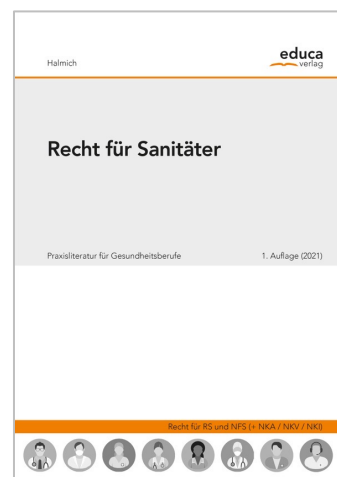 Halmich
educa
verlag
Recht für Sanitäter
Praxisliteratur für Gesundheitsberufe
1. Auflage (2021)
Recht für RS und NFS (+ NKA / NKV / NKI)